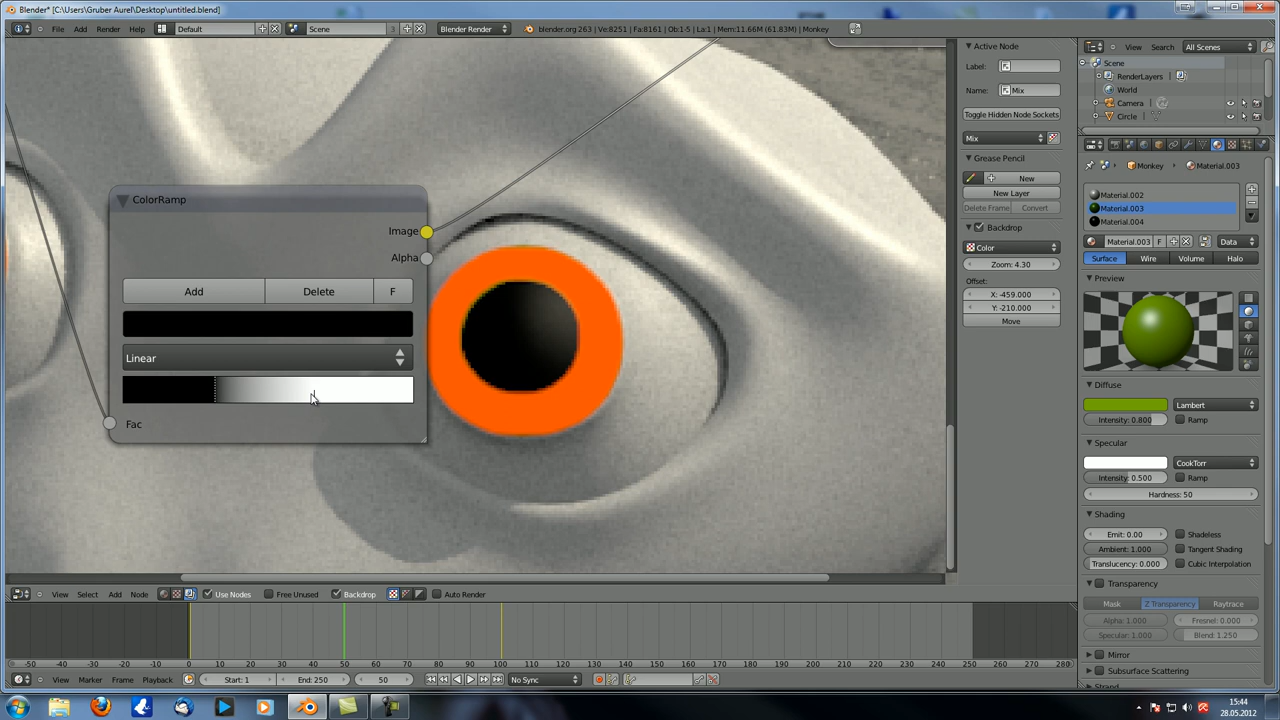 Blender* [C:\Users\Gruber Aurel\Desktop\untitled.blend]
File Add Render Help Default Scene 3 Blender Render blender.org 263 | Ve:8251 | Fa:8161 | Ob:1-5 | La:1 | Mem:11.66M (61.83M) | Monkey
ColorRamp
Image
Alpha
Add Delete F
Linear
Fac
Active Node
Label:
Name: Mix
Toggle Hidden Node Sockets
Mix
Grease Pencil
New
New Layer
Delete Frame Convert
Backdrop
Color
Zoom: 4.30
Offset:
X: -459.000
Y: -210.000
Move
View Search All Scenes
Scene
RenderLayers
World
Camera
Circle
Monkey Material.003
Material.002
Material.003
Material.004
Material.003 F Data
Surface Wire Volume Halo
Preview
Diffuse
Lambert
Intensity: 0.800 Ramp
Specular
CookTorr
Intensity: 0.500 Ramp
Hardness: 50
Shading
Emit: 0.00 Shadeless
Ambient: 1.000 Tangent Shading
Translucency: 0.000 Cubic Interpolation
Transparency
Mask Z Transparency Raytrace
Alpha: 1.000 Fresnel: 0.000
Specular: 1.000 Blend: 1.250
Mirror
Subsurface Scattering
View Select Add Node Use Nodes Free Unused Backdrop Auto Render
-50 -40 -30 -20 -10 0 10 20 30 40 50 60 70 80 90 100 110 120 130 140 150 160 170 180 190 200 210 220 230 240 250 260 270 280
View Marker Frame Playback Start: 1 End: 250 50 No Sync
15:44
28.05.2012